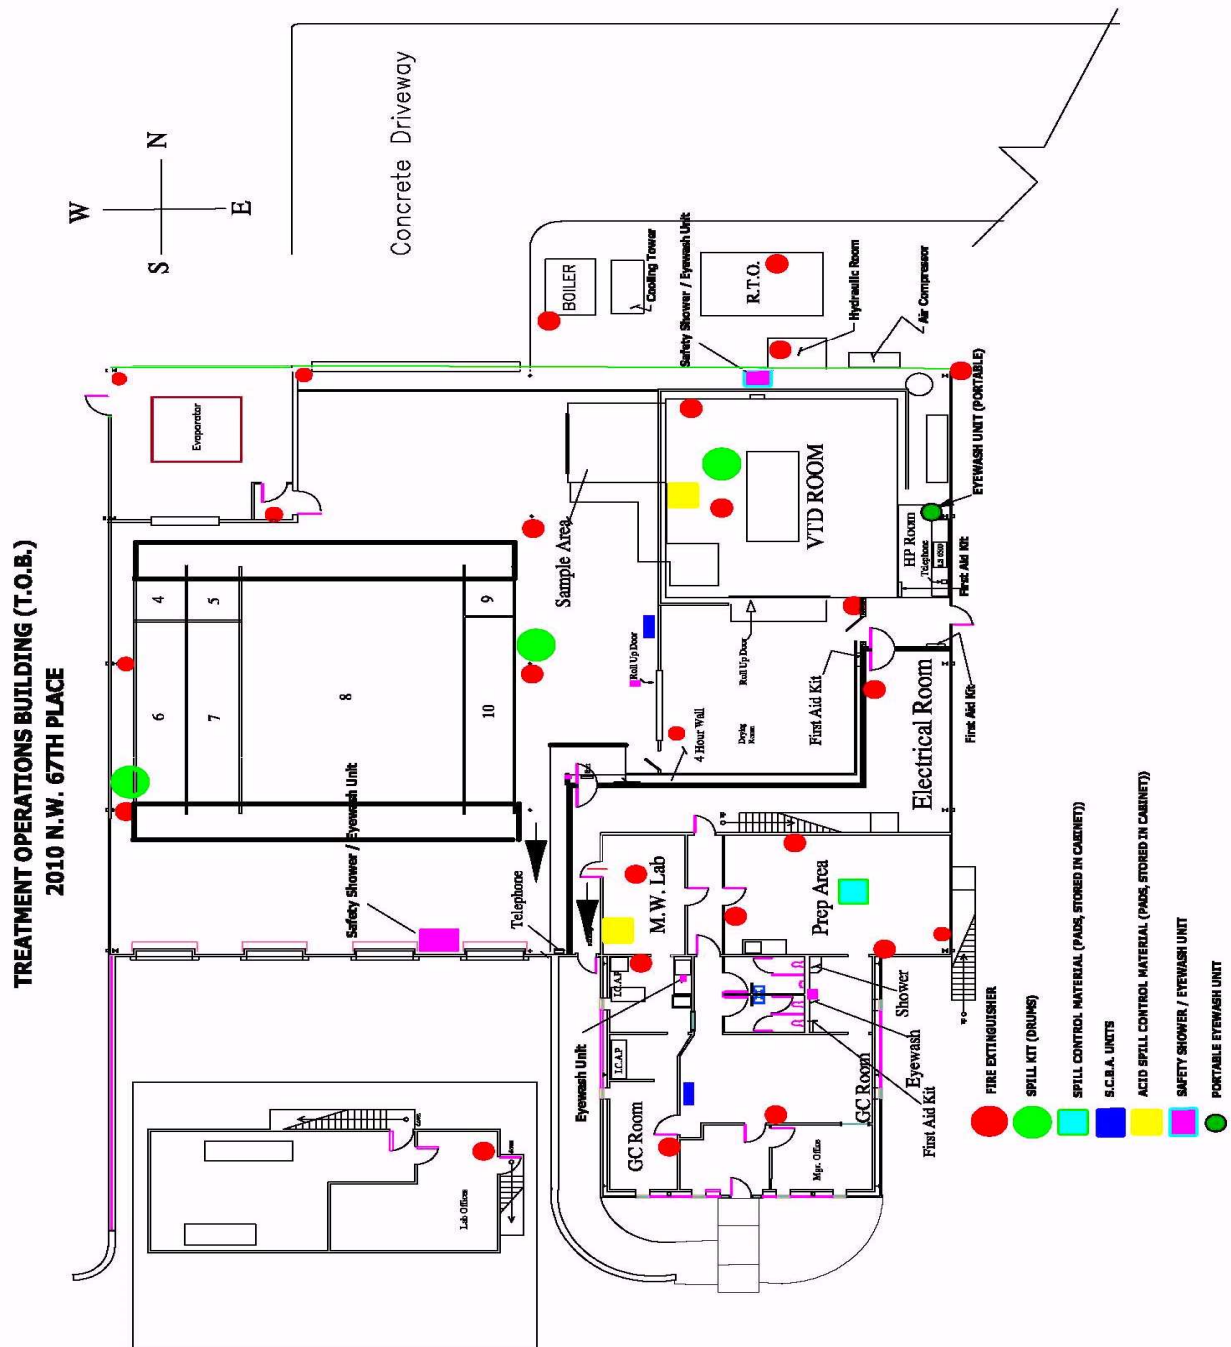 TREATMENT OPERATIONS BUILDING (T.O.B.)
2010 N.W. 67TH PLACE
N
W
E
S
Concrete Driveway
BOILER
Cooling Tower
Safety Shower / Eyewash Unit
R.T.O.
Hydraulic Room
Air Compressor
EYEWASH UNIT (PORTABLE)
Evaporator
4
5
6
7
8
9
10
Sample Area
VTD ROOM
HP Room
Telephone
First Aid Kit
First Aid Kit
Roll Up Door
Roll Up Door
First Aid Kit
4 Hour Wall
Drying
Room
Electrical Room
Safety Shower / Eyewash Unit
Telephone
M.W. Lab
Prep Area
I.C.A.P
I.C.A.P
Eyewash Unit
Shower
Eyewash
First Aid Kit
GC Room
GC Room
Mgr. Office
Lab Offices
FIRE EXTINGUISHER
SPILL KIT (DRUMS)
SPILL CONTROL MATERIAL (PADS, STORED IN CABINET))
S.C.B.A. UNITS
ACID SPILL CONTROL MATERIAL (PADS, STORED IN CABINET))
SAFETY SHOWER / EYEWASH UNIT
PORTABLE EYEWASH UNIT